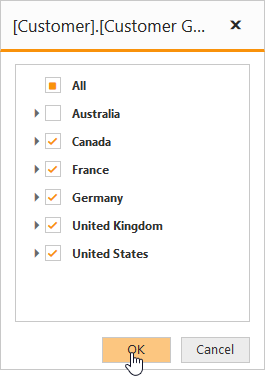 [Customer].[Customer G...
All
Australia
Canada
France
Germany
United Kingdom
United States
OK
Cancel